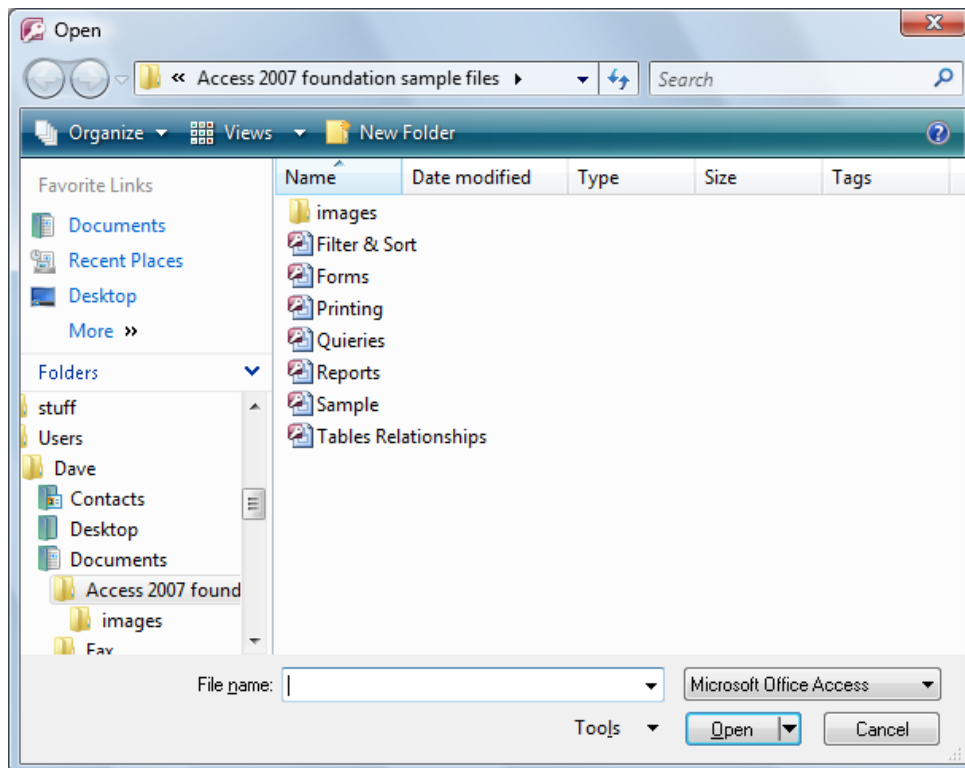 Open
« Access 2007 foundation sample files
Search
Organize Views New Folder
Favorite Links
Documents
Recent Places
Desktop
More »
Folders
stuff
Users
Dave
Contacts
Desktop
Documents
Access 2007 found
images
Fax
Name Date modified Type Size Tags
images
Filter & Sort
Forms
Printing
Quieries
Reports
Sample
Tables Relationships
File name:
Microsoft Office Access
Tools Open Cancel